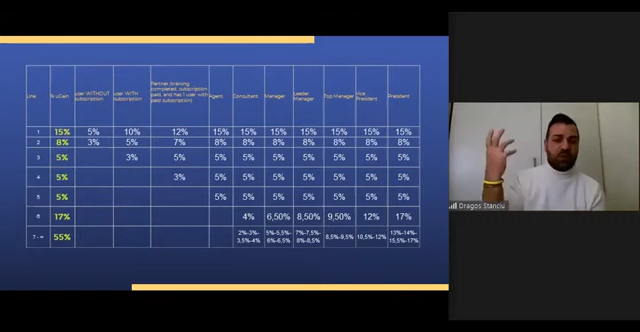 Partner (training
completed, subscription
user WITHOUT user WITH paid, and has 1 user with Leader Vice
Line % uGain subscription subscription paid subscription) Agent Consultant Manager Manager Top Manager President President
1 15% 5% 10% 12% 15% 15% 15% 15% 15% 15% 15%
2 8% 3% 5% 7% 8% 8% 8% 8% 8% 8% 8%
3 5% 3% 5% 5% 5% 5% 5% 5% 5% 5%
4 5% 3% 5% 5% 5% 5% 5% 5% 5%
5 5% 5% 5% 5% 5% 5% 5% 5%
6 17% 4% 6,50% 8,50% 9,50% 12% 17%
7 - ∞ 55% 2%-3%- 5%-5,5%- 7%-7,5%- 8,5%-9,5% 10,5%-12% 13%-14%-
3,5%-4% 6%-6,5% 8%-8,5% 15,5%-17%
Dragos Stanciu